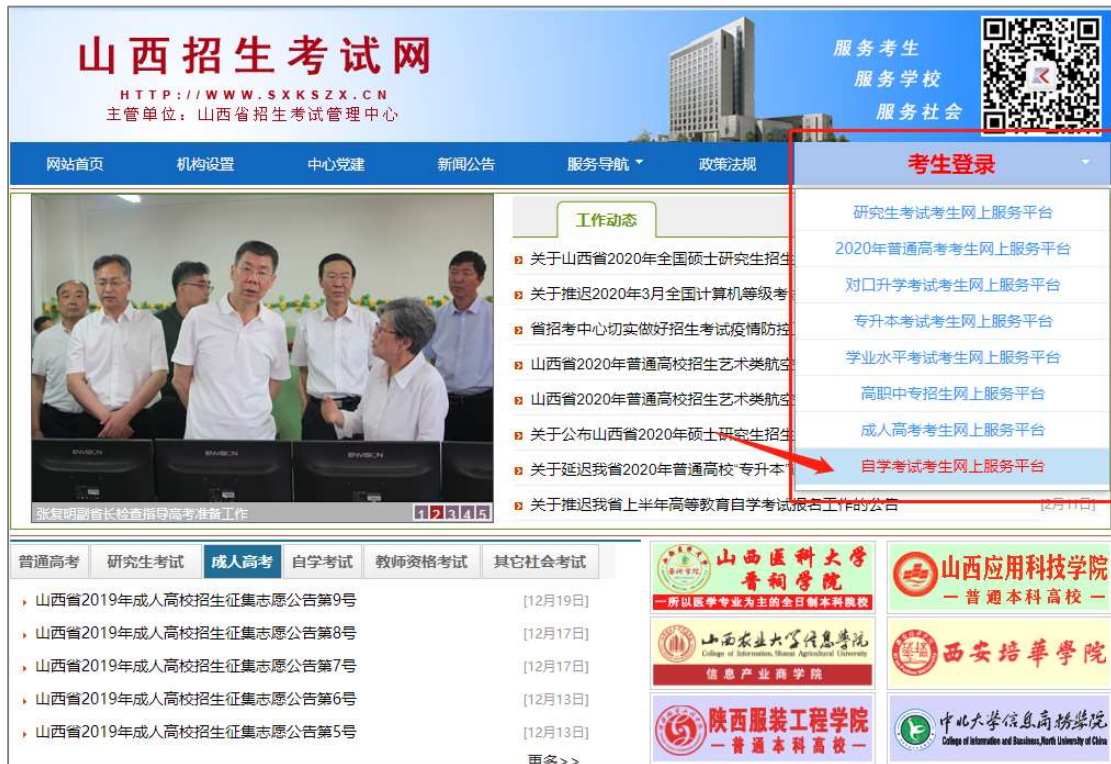 山西招生考试网
HTTP://WWW.SXKSZX.CN
主管单位：山西省招生考试管理中心
服务考生
服务学校
服务社会
网站首页 机构设置 中心党建 新闻公告 服务导航 政策法规 考生登录
研究生考试考生网上服务平台
2020年普通高考考生网上服务平台
对口升学考试考生网上服务平台
专升本考试考生网上服务平台
学业水平考试考生网上服务平台
高职中专招生网上服务平台
成人高考考生网上服务平台
自学考试考生网上服务平台
工作动态
关于山西省2020年全国硕士研究生招生
关于推迟2020年3月全国计算机等级考
省招考中心切实做好招生考试疫情防控
山西省2020年普通高校招生艺术类航空
山西省2020年普通高校招生艺术类航空
关于公布山西省2020年硕士研究生招生
关于延迟我省2020年普通高校“专升本”
关于推迟我省上半年高等教育自学考试报名工作的公告 [2月11日]
ENVISION
ENVISION
张复明副省长检查指导高考准备工作 1 2 3 4 5
普通高考 研究生考试 成人高考 自学考试 教师资格考试 其它社会考试
山西省2019年成人高校招生征集志愿公告第9号 [12月19日]
山西省2019年成人高校招生征集志愿公告第8号 [12月17日]
山西省2019年成人高校招生征集志愿公告第7号 [12月17日]
山西省2019年成人高校招生征集志愿公告第6号 [12月13日]
山西省2019年成人高校招生征集志愿公告第5号 [12月13日]
更多>>
山西医科大学
晋祠学院
一所以医学专业为主的全日制本科院校
山西应用科技学院
一普通本科高校一
山西农业大学信息学院
College of Information, Shanxi Agricultural University
信息产业商学院
西安培華學院
陕西服装工程学院
一普通本科高校一
中北大学信息商务学院
College of Information and Bussiness,North University of China